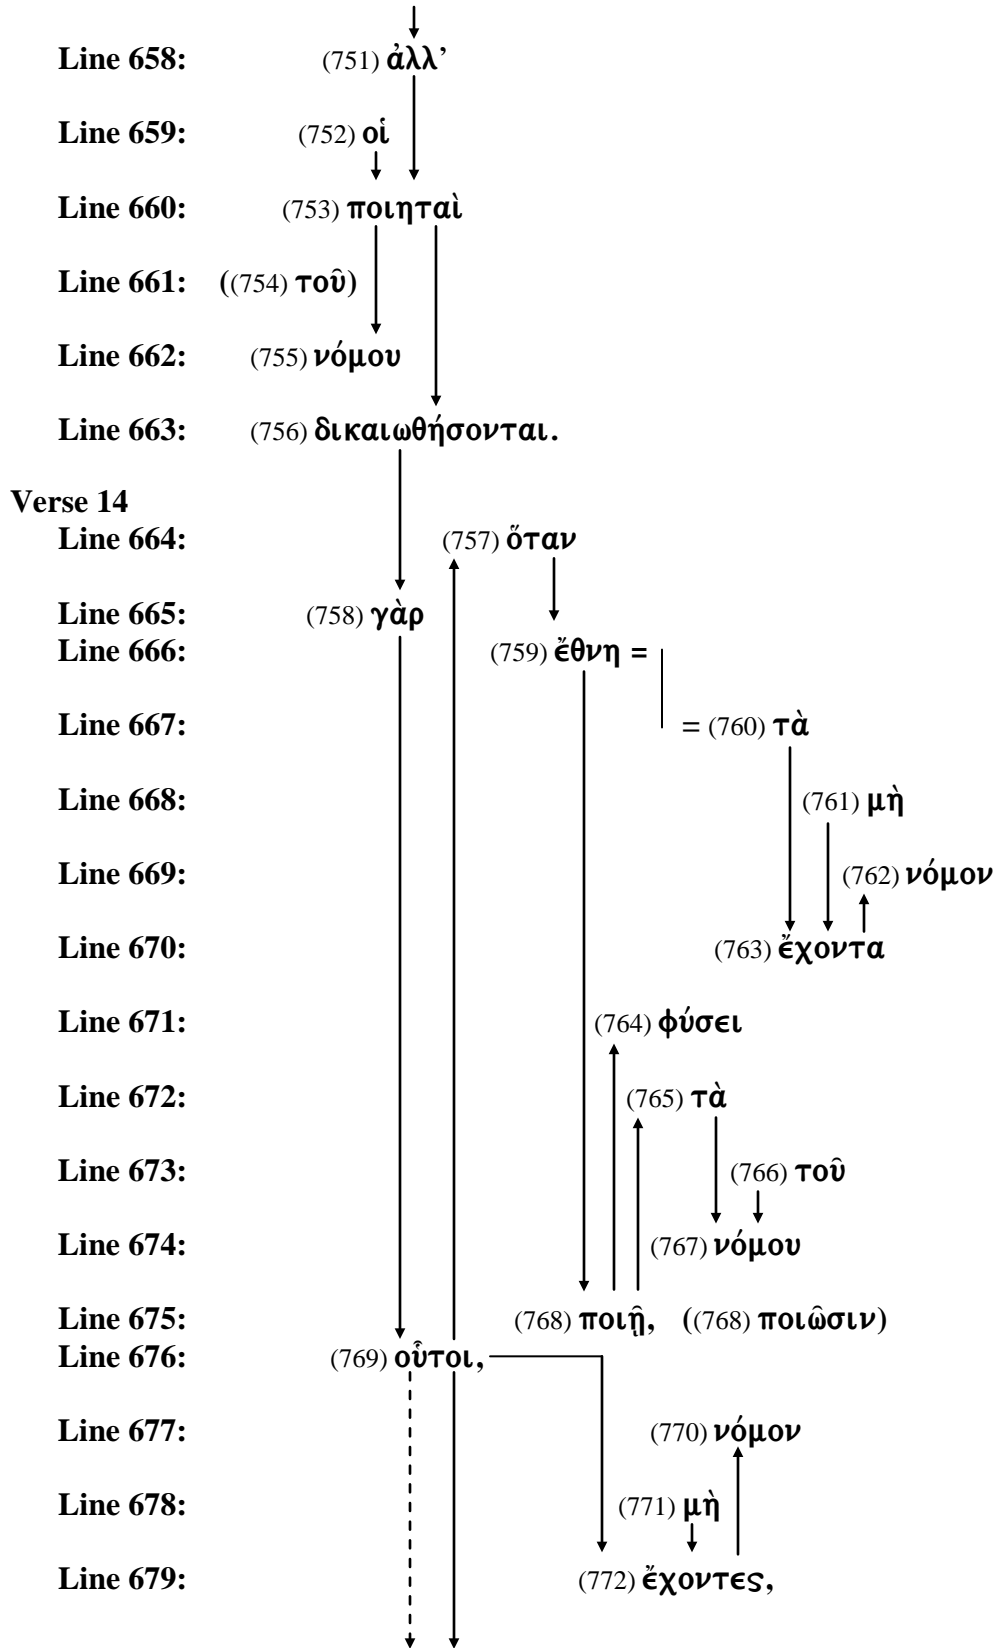 Line 658: (751) ἀλλ’
Line 659: (752) οἱ
Line 660: (753) ποιηταὶ
Line 661: ((754) τοῦ)
Line 662: (755) νόμου
Line 663: (756) δικαιωθήσονται.
Verse 14
Line 664: (757) ὅταν
Line 665: (758) γὰρ
Line 666: (759) ἔθνη =
Line 667: = (760) τὰ
Line 668: (761) μὴ
Line 669: (762) νόμον
Line 670: (763) ἔχοντα
Line 671: (764) φύσει
Line 672: (765) τὰ
Line 673: (766) τοῦ
Line 674: (767) νόμου
Line 675: (768) ποιῇ, ((768) ποιῶσιν)
Line 676: (769) οὗτοι,
Line 677: (770) νόμον
Line 678: (771) μὴ
Line 679: (772) ἔχοντες,